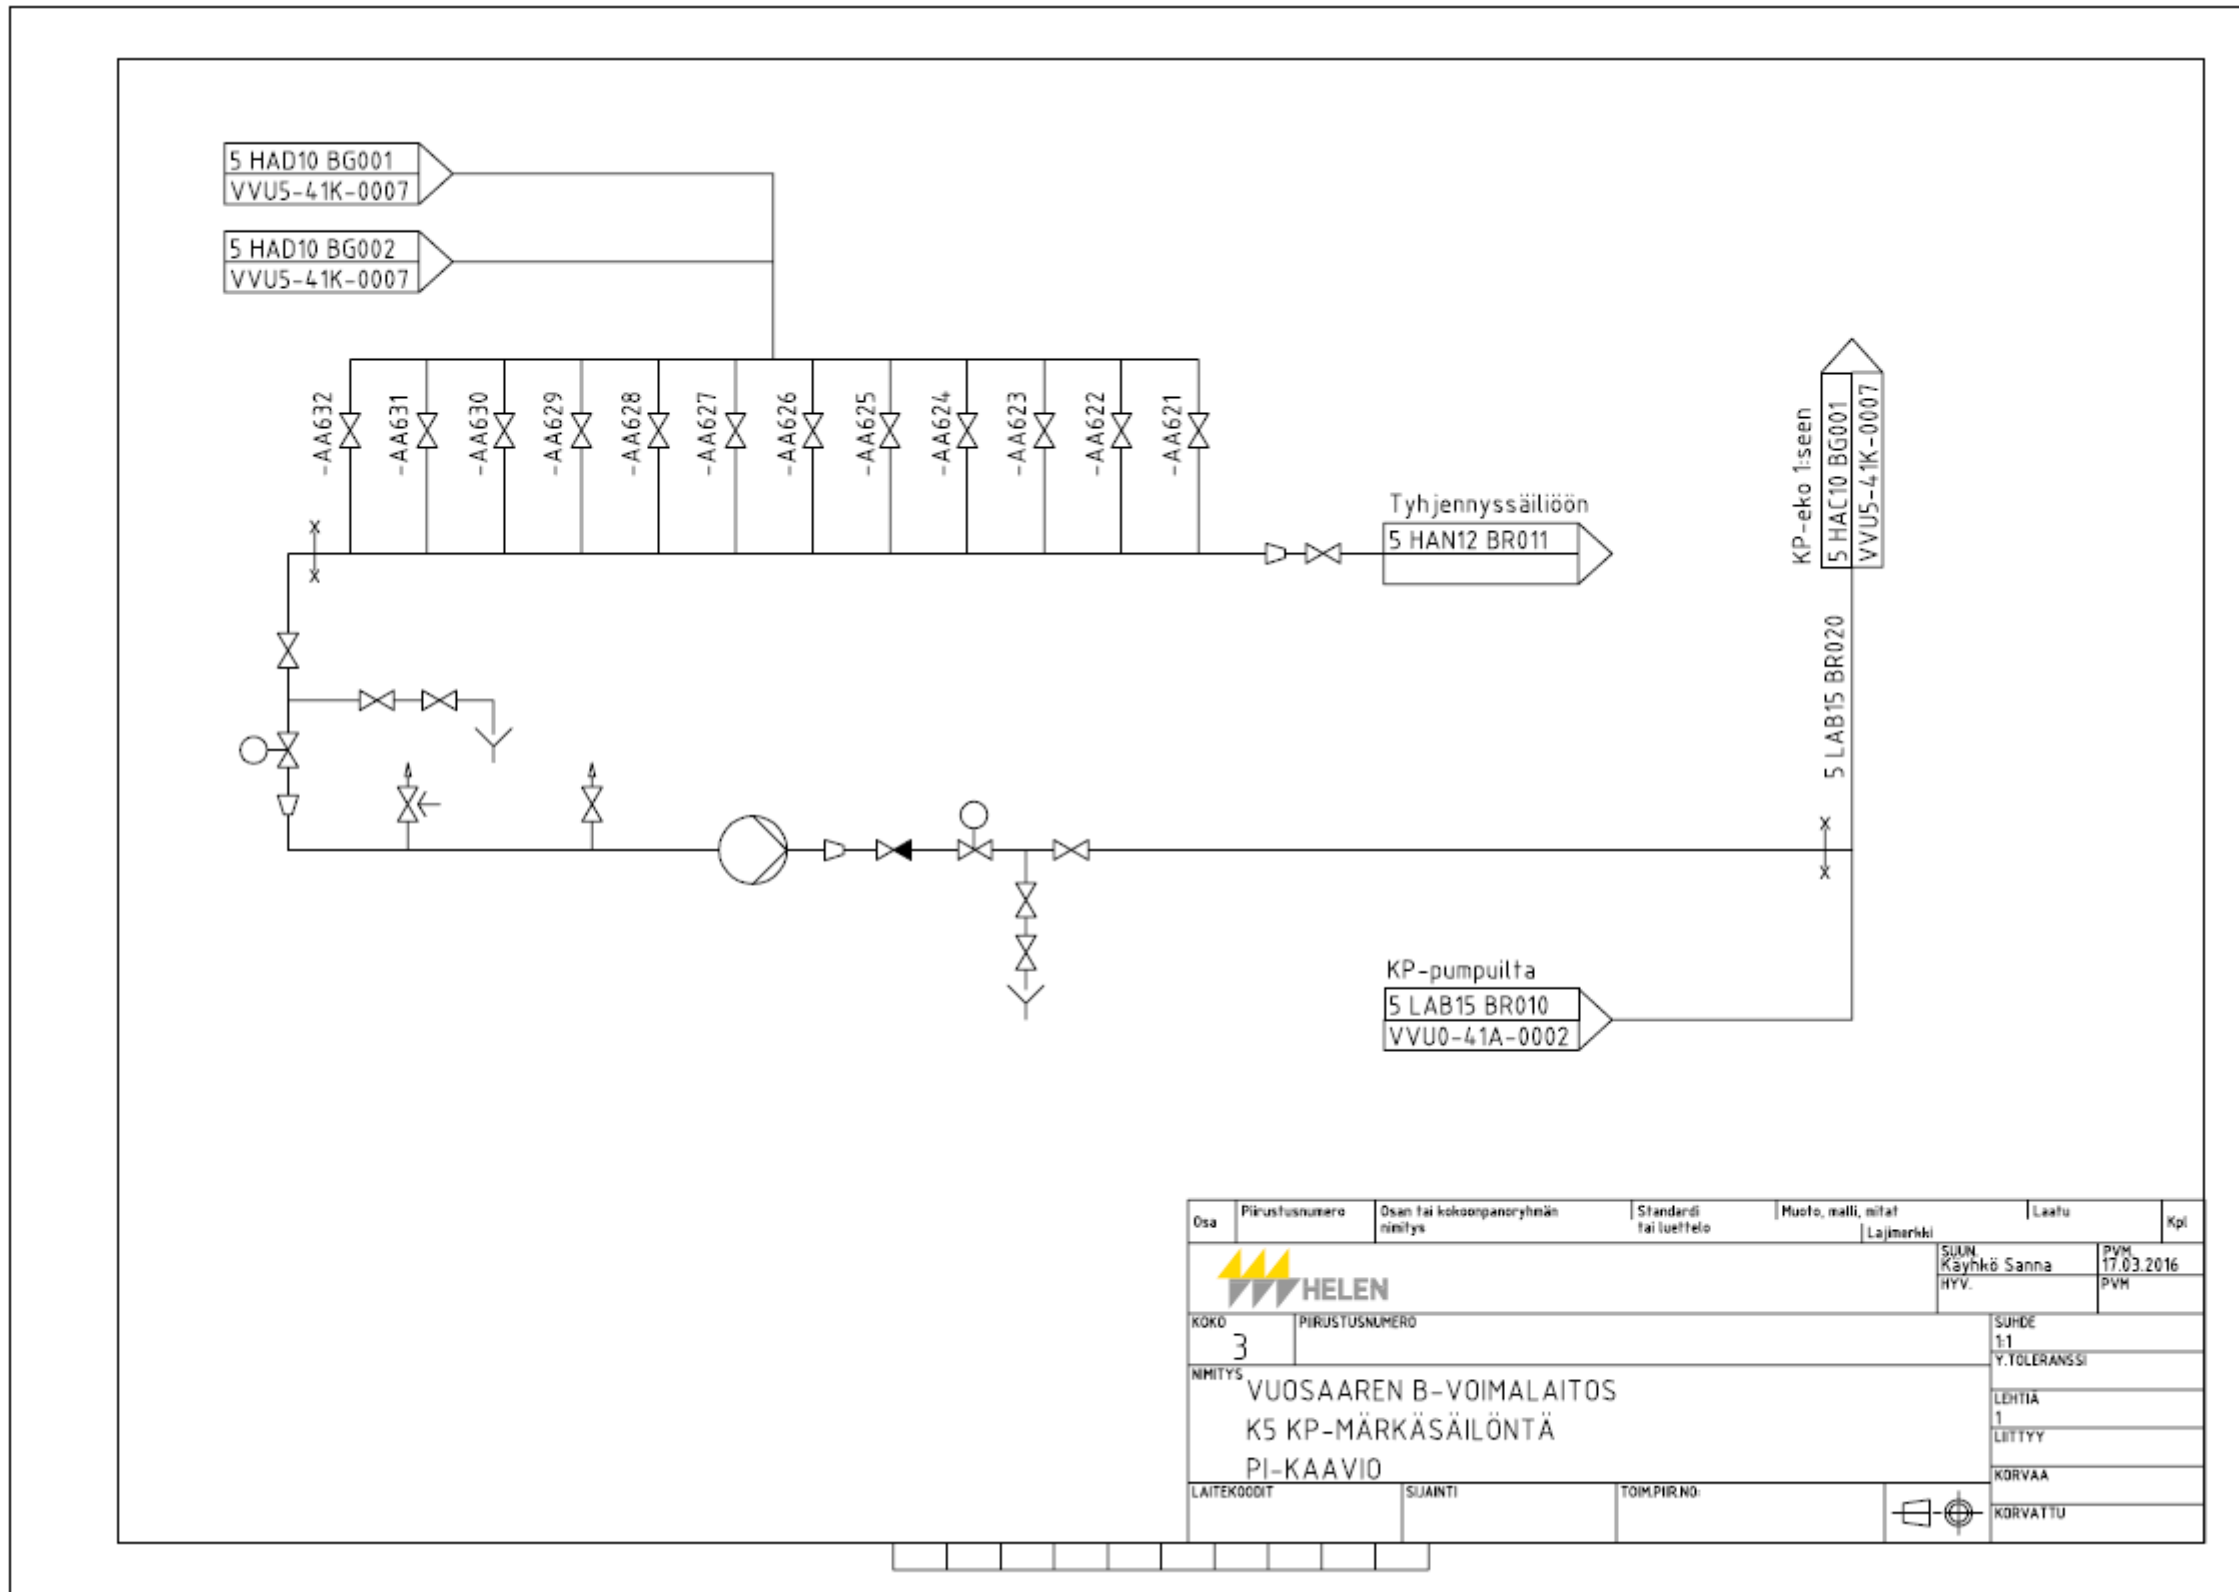 5 HAD10 BG001
VVU5-41K-0007
5 HAD10 BG002
VVU5-41K-0007
-AA632
-AA631
-AA630
-AA629
-AA628
-AA627
-AA626
-AA625
-AA624
-AA623
-AA622
-AA621
x
x
Tyhjennyssäiliöön
5 HAN12 BR011
KP-eko 1:seen
5 HAC10 BG001
VVU5-41K-0007
5 LAB15 BR020
x
x
KP-pumpuilta
5 LAB15 BR010
VVU0-41A-0002
Osa
Piirustusnumero
Osan tai kokoonpanoryhmän
nimitys
Standardi
tai luettelo
Muoto, malli, mitat
Lajimerkki
Laatu
Kpl
HELEN
SUUN.
Käyhkö Sanna
PVM.
17.03.2016
HYV.
PVM
KOKO
3
PIIRUSTUSNUMERO
SUHDE
1:1
Y.TOLERANSSI
NIMITYS
VUOSAAREN B-VOIMALAITOS
K5 KP-MÄRKÄSÄILÖNTÄ
PI-KAAVIO
LEHTIÄ
1
LIITTYY
KORVAA
KORVATTU
LAITEKOODIT
SIJAINTI
TOIM.PIIR.NO: